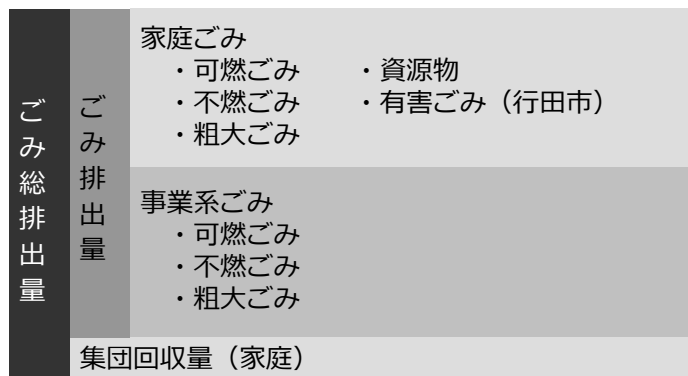 ごみ総排出量
ごみ排出量
家庭ごみ
・可燃ごみ ・資源物
・不燃ごみ ・有害ごみ（行田市）
・粗大ごみ
事業系ごみ
・可燃ごみ
・不燃ごみ
・粗大ごみ
集団回収量（家庭）